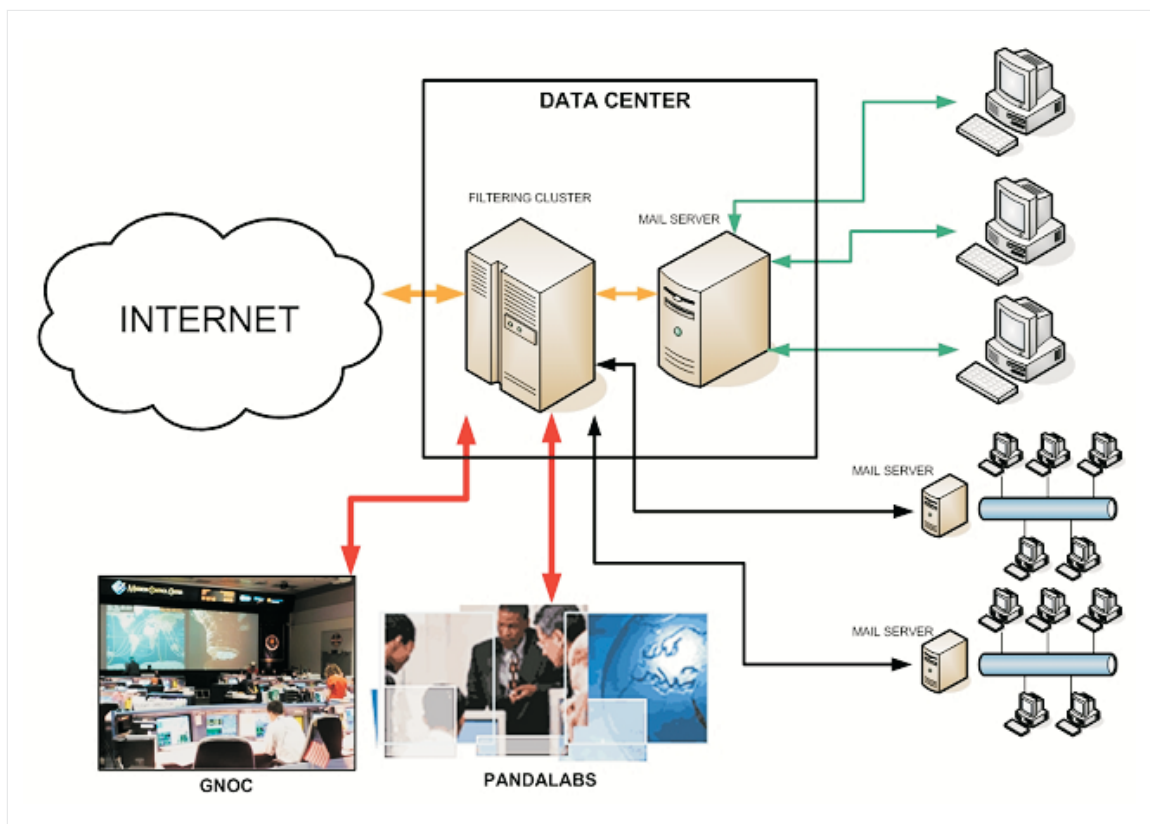 DATA CENTER
FILTERING CLUSTER
MAIL SERVER
INTERNET
MAIL SERVER
MAIL SERVER
GNOC
PANDALABS